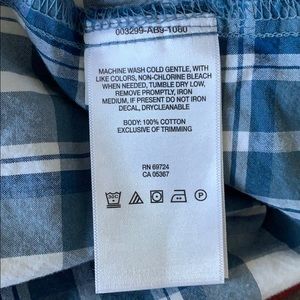 003299-AB9-1060
MACHINE WASH COLD GENTLE, WITH
LIKE COLORS, NON-CHLORINE BLEACH
WHEN NEEDED, TUMBLE DRY LOW,
REMOVE PROMPTLY, IRON
MEDIUM, IF PRESENT DO NOT IRON
DECAL, DRYCLEANABLE
BODY: 100% COTTON
EXCLUSIVE OF TRIMMING
RN 69724
CA 05367
P